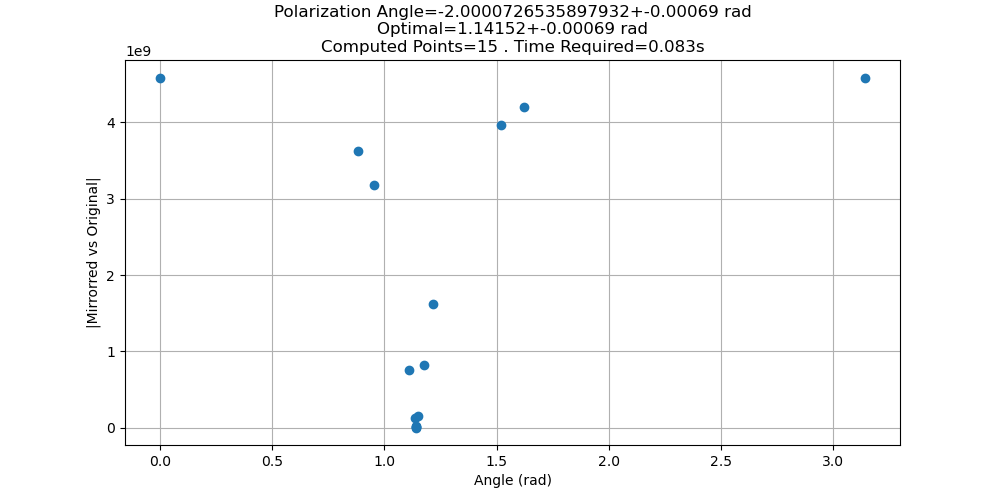 Polarization Angle=-2.0000726535897932+-0.00069 rad
Optimal=1.14152+-0.00069 rad
Computed Points=15 . Time Required=0.083s
1e9
4
3
2
1
0
|Mirrorred vs Original|
0.0 0.5 1.0 1.5 2.0 2.5 3.0
Angle (rad)